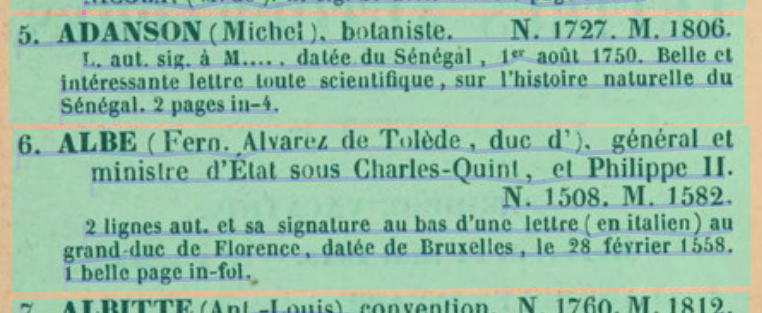 5. ADANSON (Michel), botaniste. N. 1727. M. 1806.
L. aut. sig. à M...., datée du Sénégal, 1er août 1750. Belle et
intéressante lettre toute scientifique, sur l'histoire naturelle du
Sénégal. 2 pages in-4.
6. ALBE (Fern. Alvarez de Tolède, duc d'), général et
ministre d'État sous Charles-Quint, et Philippe II.
N. 1508. M. 1582.
2 lignes aut. et sa signature au bas d'une lettre (en italien) au
grand-duc de Florence, datée de Bruxelles, le 28 février 1558.
1 belle page in-fol.
7. ALBITTE (Ant.-Louis) convention. N. 1760. M. 1812.